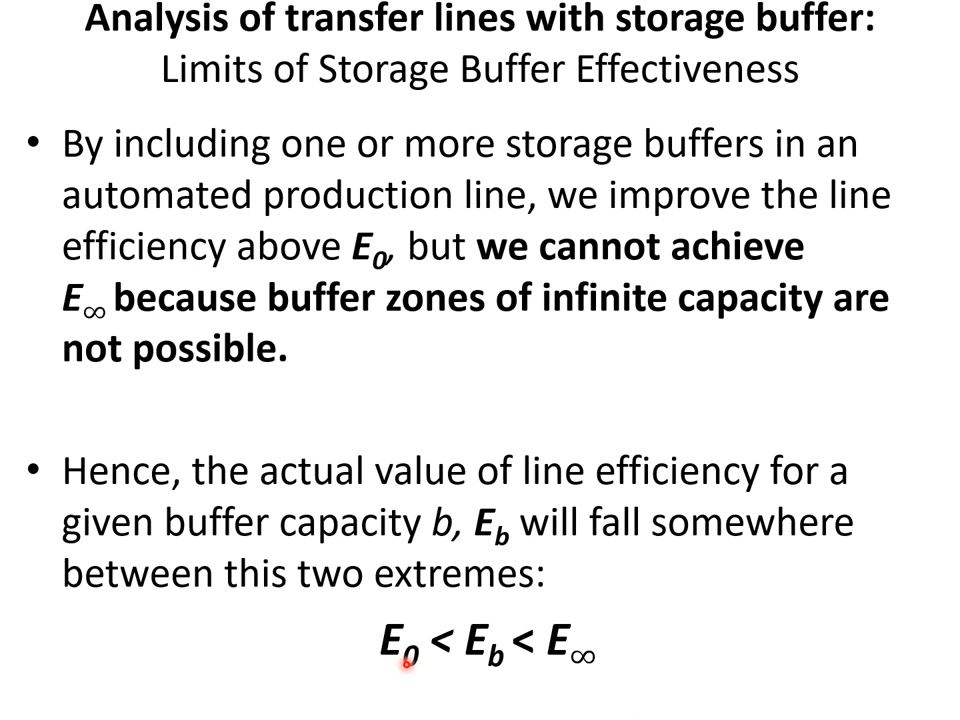 Analysis of transfer lines with storage buffer:
Limits of Storage Buffer Effectiveness
• By including one or more storage buffers in an
automated production line, we improve the line
efficiency above E₀, but we cannot achieve
E∞ because buffer zones of infinite capacity are
not possible.
• Hence, the actual value of line efficiency for a
given buffer capacity b, E_b will fall somewhere
between this two extremes:
E₀ < E_b < E∞